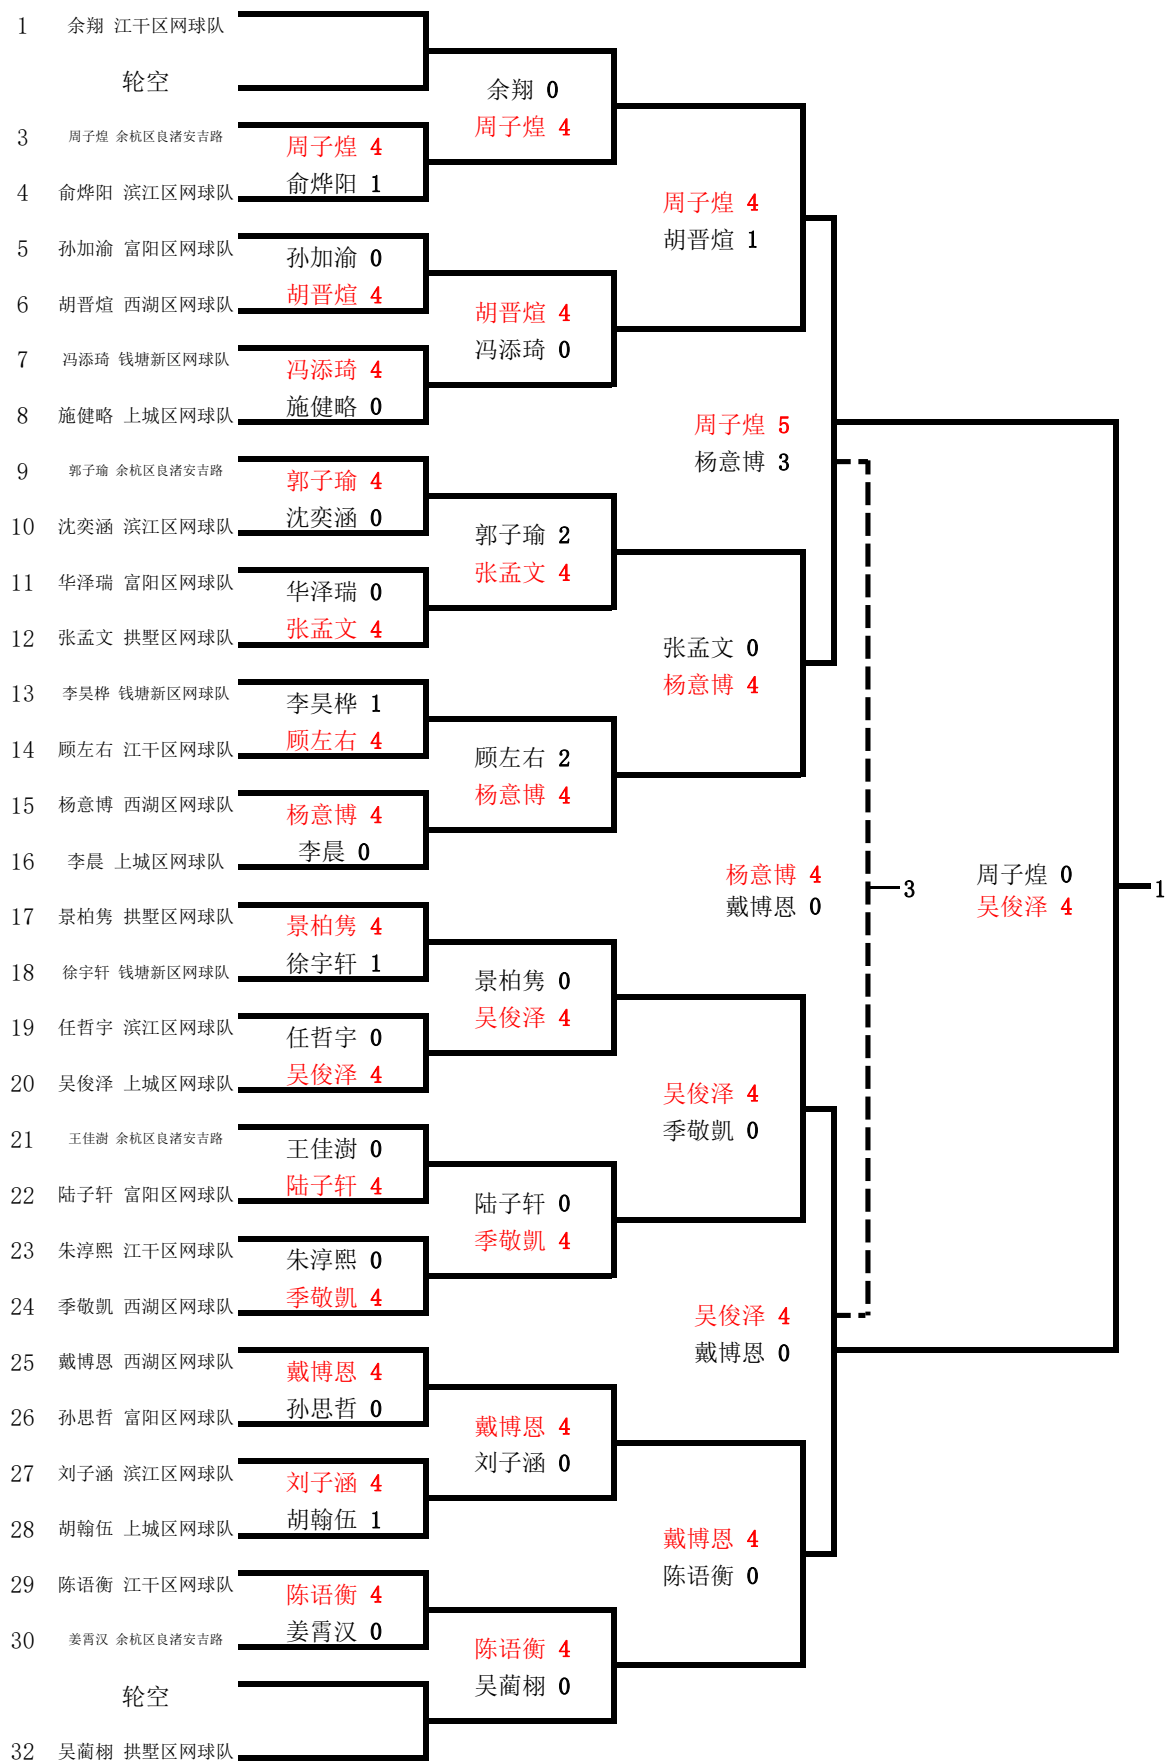 1 余翔 江干区网球队
轮空
3 周子煌 余杭区良渚安吉路
4 俞烨阳 滨江区网球队
5 孙加渝 富阳区网球队
6 胡晋煊 西湖区网球队
7 冯添琦 钱塘新区网球队
8 施健略 上城区网球队
9 郭子瑜 余杭区良渚安吉路
10 沈奕涵 滨江区网球队
11 华泽瑞 富阳区网球队
12 张孟文 拱墅区网球队
13 李昊桦 钱塘新区网球队
14 顾左右 江干区网球队
15 杨意博 西湖区网球队
16 李晨 上城区网球队
17 景柏隽 拱墅区网球队
18 徐宇轩 钱塘新区网球队
19 任哲宇 滨江区网球队
20 吴俊泽 上城区网球队
21 王佳澍 余杭区良渚安吉路
22 陆子轩 富阳区网球队
23 朱淳熙 江干区网球队
24 季敬凱 西湖区网球队
25 戴博恩 西湖区网球队
26 孙思哲 富阳区网球队
27 刘子涵 滨江区网球队
28 胡翰伍 上城区网球队
29 陈语衡 江干区网球队
30 姜霄汉 余杭区良渚安吉路
轮空
32 吴蔺栩 拱墅区网球队
周子煌 4
俞烨阳 1
孙加渝 0
胡晋煊 4
冯添琦 4
施健略 0
郭子瑜 4
沈奕涵 0
华泽瑞 0
张孟文 4
李昊桦 1
顾左右 4
杨意博 4
李晨 0
景柏隽 4
徐宇轩 1
任哲宇 0
吴俊泽 4
王佳澍 0
陆子轩 4
朱淳熙 0
季敬凱 4
戴博恩 4
孙思哲 0
刘子涵 4
胡翰伍 1
陈语衡 4
姜霄汉 0
余翔 0
周子煌 4
胡晋煊 4
冯添琦 0
郭子瑜 2
张孟文 4
顾左右 2
杨意博 4
景柏隽 0
吴俊泽 4
陆子轩 0
季敬凱 4
戴博恩 4
刘子涵 0
陈语衡 4
吴蔺栩 0
周子煌 4
胡晋煊 1
张孟文 0
杨意博 4
吴俊泽 4
季敬凱 0
戴博恩 4
陈语衡 0
周子煌 5
杨意博 3
吴俊泽 4
戴博恩 0
杨意博 4
戴博恩 0
3
周子煌 0
吴俊泽 4
1